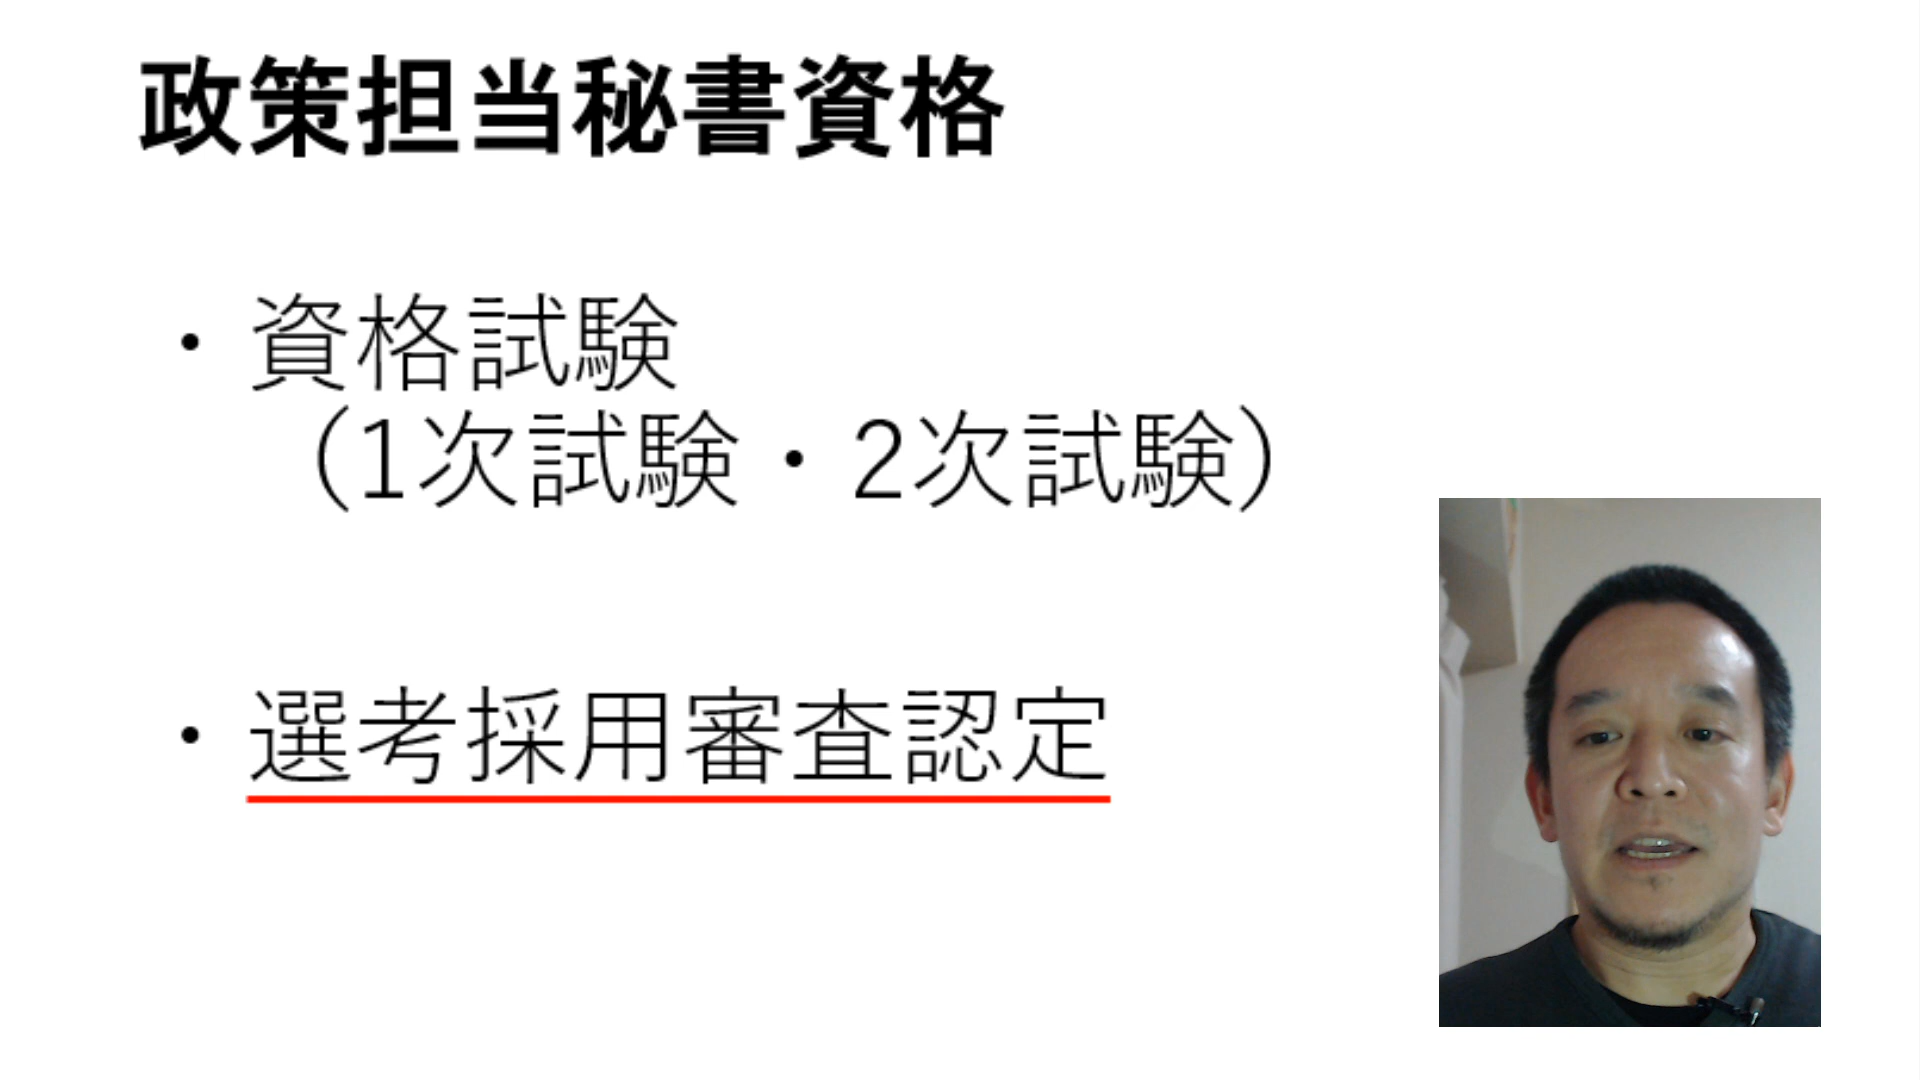 政策担当秘書資格
・資格試験
（1次試験・2次試験）
・選考採用審査認定